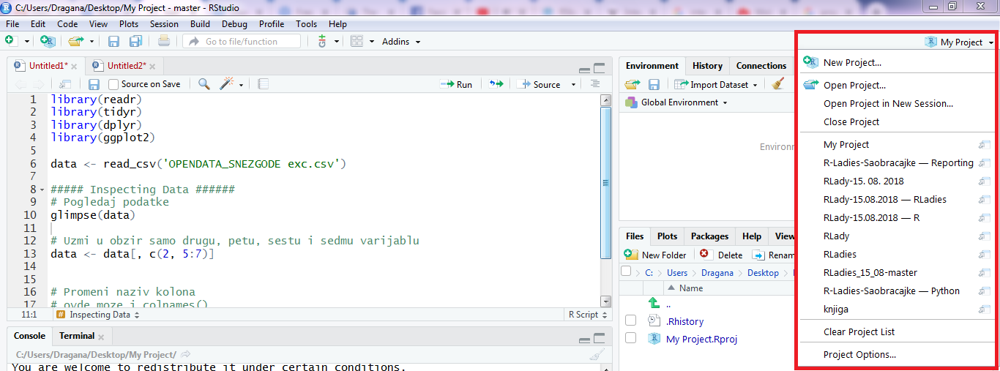 C:/Users/Dragana/Desktop/My Project - master - RStudio
File Edit Code View Plots Session Build Debug Profile Tools Help
Go to file/function Addins
My Project
Untitled1* Untitled2*
Source on Save Run Source
1 library(readr)
2 library(tidyr)
3 library(dplyr)
4 library(ggplot2)
5
6 data <- read_csv('OPENDATA_SNEZGODE exc.csv')
7
8 ##### Inspecting Data ######
9 # Pogledaj podatke
10 glimpse(data)
11
12 # Uzmi u obzir samo drugu, petu, sestu i sedmu varijablu
13 data <- data[, c(2, 5:7)]
14
15
16 # Promeni naziv kolona
17 # ovde moze i colnames()
11:1 # Inspecting Data R Script
Console Terminal
C:/Users/Dragana/Desktop/My Project/
You are welcome to redistribute it under certain conditions.
Environment History Connections
Import Dataset
Global Environment
Environ
Files Plots Packages Help View
New Folder Delete Renam
C: Users Dragana Desktop
Name
..
.Rhistory
My Project.Rproj
New Project...
Open Project...
Open Project in New Session...
Close Project
My Project
R-Ladies-Saobracajke — Reporting
RLady-15. 08. 2018
RLady-15.08.2018 — RLadies
RLady-15.08.2018 — R
RLady
RLadies
RLadies_15_08-master
R-Ladies-Saobracajke — Python
knjiga
Clear Project List
Project Options...